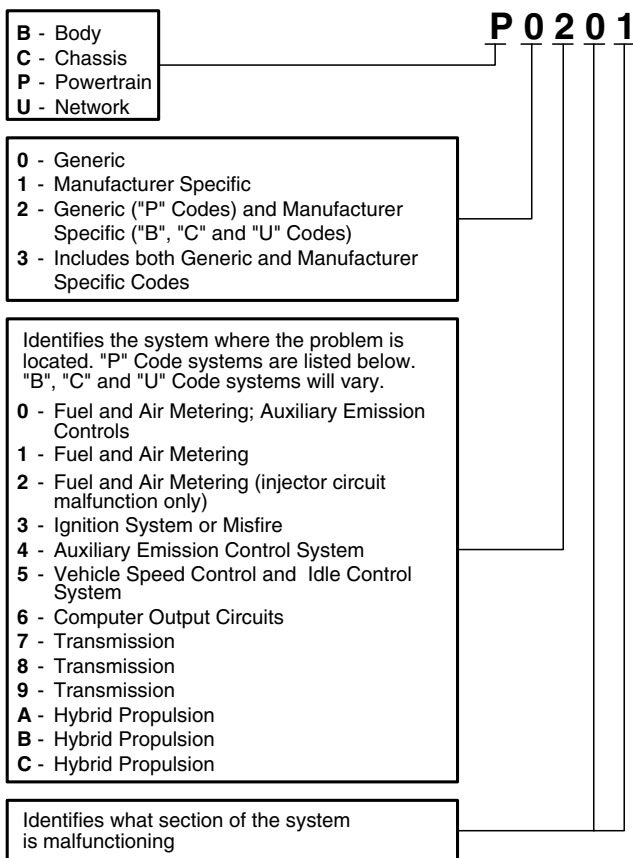 P 0 2 0 1
B - Body
C - Chassis
P - Powertrain
U - Network
0 - Generic
1 - Manufacturer Specific
2 - Generic ("P" Codes) and Manufacturer
Specific ("B", "C" and "U" Codes)
3 - Includes both Generic and Manufacturer
Specific Codes
Identifies the system where the problem is
located. "P" Code systems are listed below.
"B", "C" and "U" Code systems will vary.
0 - Fuel and Air Metering; Auxiliary Emission
Controls
1 - Fuel and Air Metering
2 - Fuel and Air Metering (injector circuit
malfunction only)
3 - Ignition System or Misfire
4 - Auxiliary Emission Control System
5 - Vehicle Speed Control and Idle Control
System
6 - Computer Output Circuits
7 - Transmission
8 - Transmission
9 - Transmission
A - Hybrid Propulsion
B - Hybrid Propulsion
C - Hybrid Propulsion
Identifies what section of the system
is malfunctioning